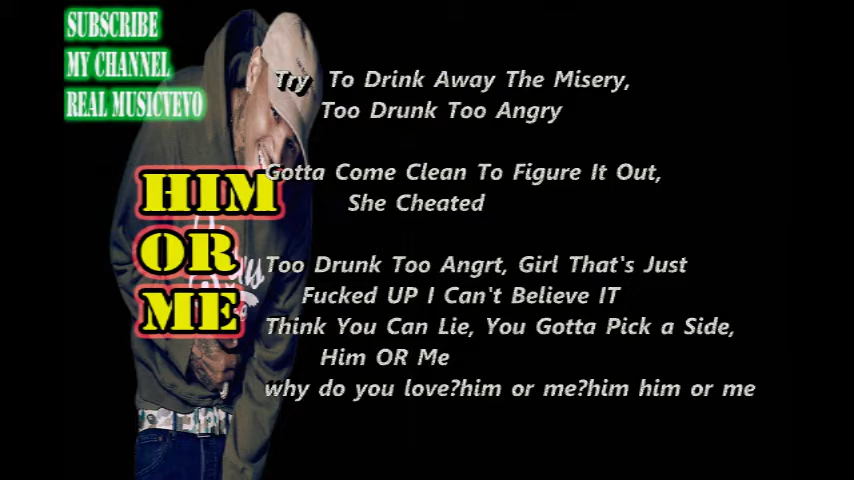 SUBSCRIBE
MY CHANNEL
REAL MUSICVEVO
HIM
OR
ME
Try To Drink Away The Misery,
Too Drunk Too Angry
Gotta Come Clean To Figure It Out,
She Cheated
Too Drunk Too Angrt, Girl That's Just
Fucked UP I Can't Believe IT
Think You Can Lie, You Gotta Pick a Side,
Him OR Me
why do you love?him or me?him him or me